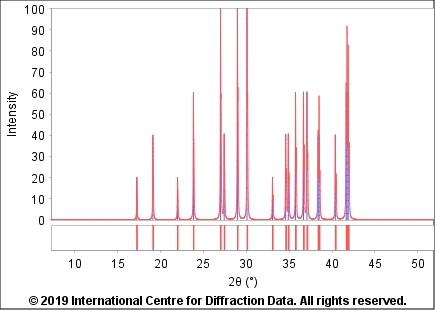 100
90
80
70
60
50
40
30
20
10
0
Intensity
10 15 20 25 30 35 40 45 50
2θ (°)
© 2019 International Centre for Diffraction Data. All rights reserved.